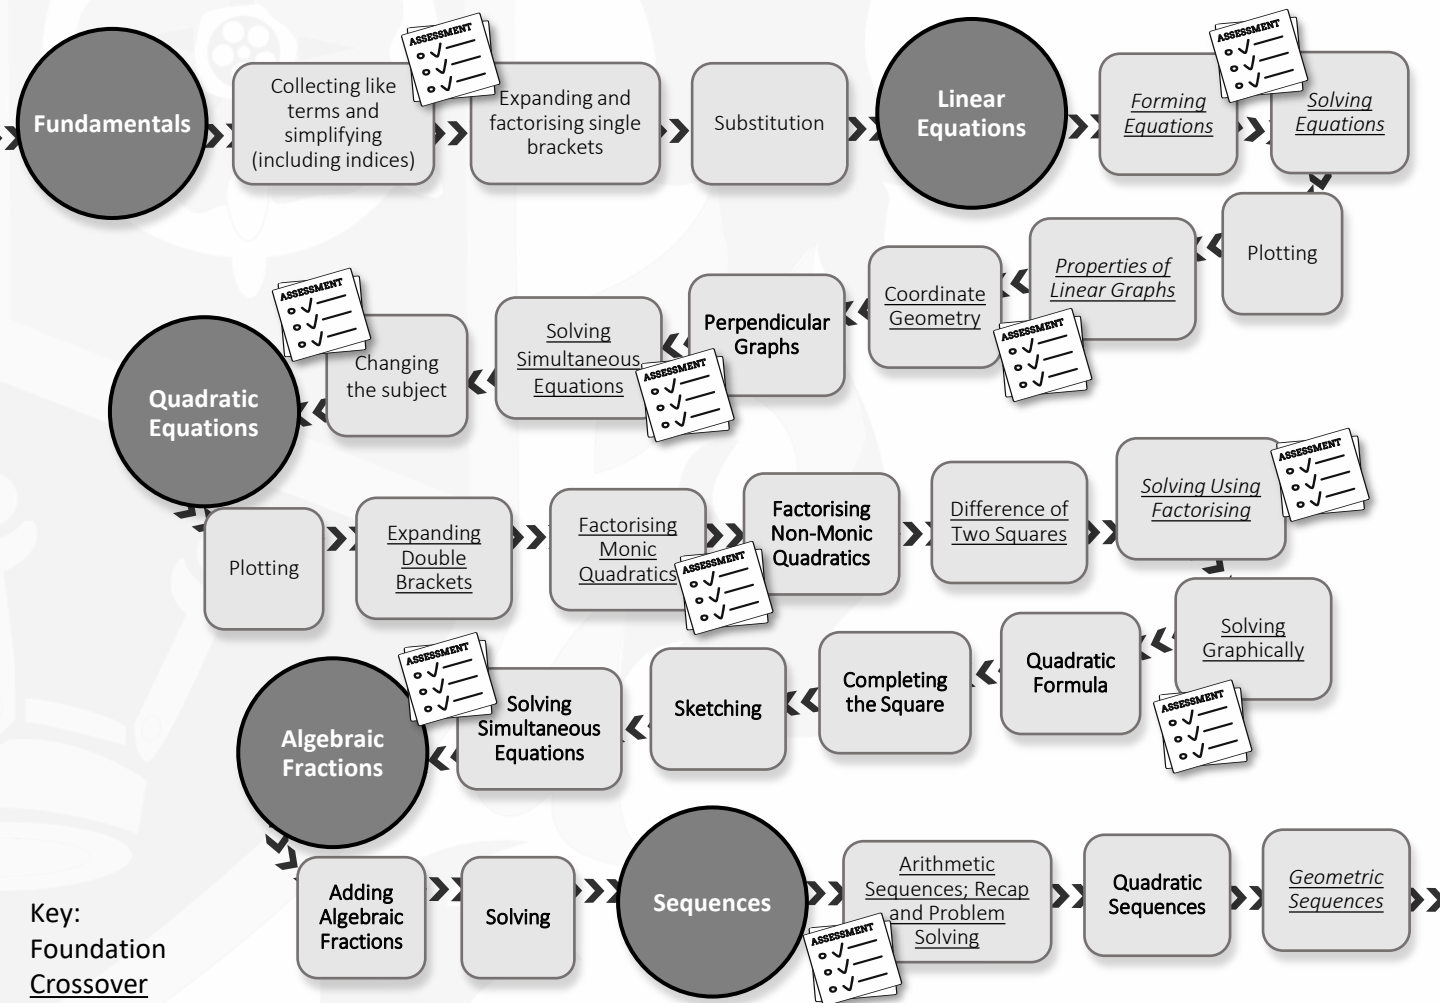 Fundamentals
Collecting like
terms and
simplifying
(including indices)
ASSESSMENT
Expanding and
factorising single
brackets
Substitution
Linear
Equations
Forming
Equations
ASSESSMENT
Solving
Equations
Plotting
Properties of
Linear Graphs
ASSESSMENT
Coordinate
Geometry
Perpendicular
Graphs
ASSESSMENT
Solving
Simultaneous
Equations
Changing
the subject
ASSESSMENT
Quadratic
Equations
Plotting
Expanding
Double
Brackets
Factorising
Monic
Quadratics
ASSESSMENT
Factorising
Non-Monic
Quadratics
Difference of
Two Squares
Solving Using
Factorising
ASSESSMENT
Solving
Graphically
ASSESSMENT
Quadratic
Formula
Completing
the Square
Sketching
Solving
Simultaneous
Equations
ASSESSMENT
Algebraic
Fractions
Adding
Algebraic
Fractions
Solving
Sequences
ASSESSMENT
Arithmetic
Sequences; Recap
and Problem
Solving
Quadratic
Sequences
Geometric
Sequences
Key:
Foundation
Crossover